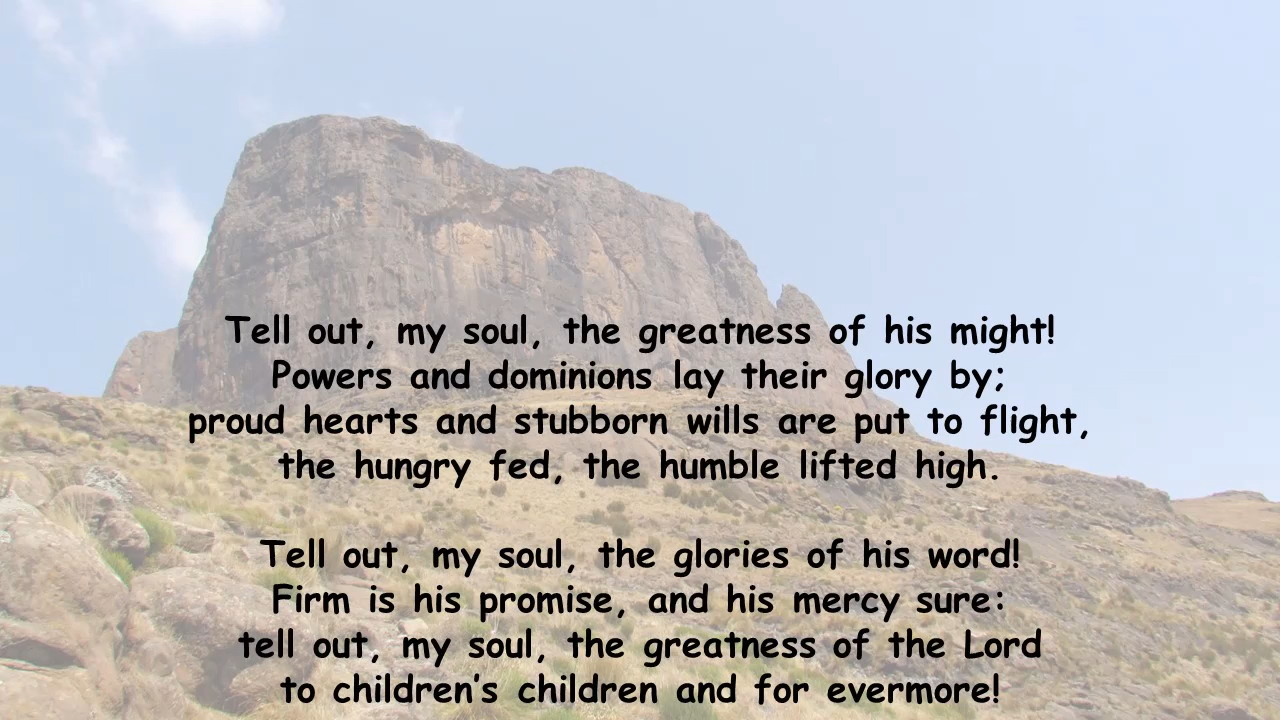 Tell out, my soul, the greatness of his might!
Powers and dominions lay their glory by;
proud hearts and stubborn wills are put to flight,
the hungry fed, the humble lifted high.
Tell out, my soul, the glories of his word!
Firm is his promise, and his mercy sure:
tell out, my soul, the greatness of the Lord
to children's children and for evermore!